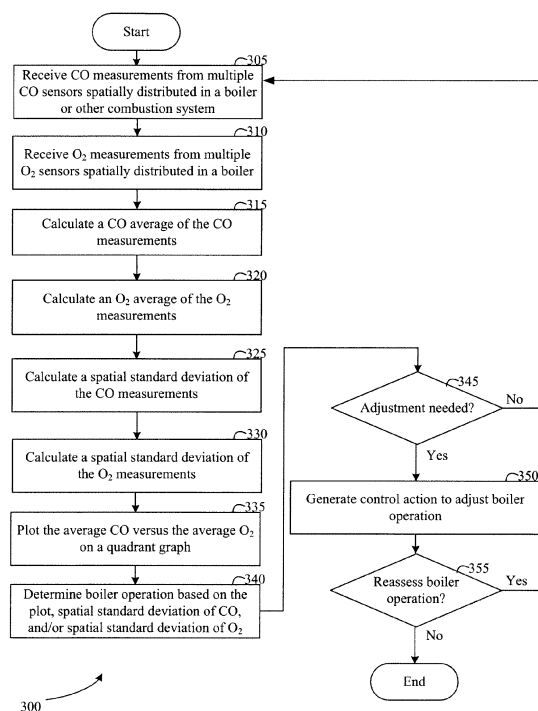 Start
305
Receive CO measurements from multiple
CO sensors spatially distributed in a boiler
or other combustion system
310
Receive O₂ measurements from multiple
O₂ sensors spatially distributed in a boiler
315
Calculate a CO average of the CO
measurements
320
Calculate an O₂ average of the O₂
measurements
325
Calculate a spatial standard deviation of
the CO measurements
330
Calculate a spatial standard deviation of
the O₂ measurements
335
Plot the average CO versus the average O₂
on a quadrant graph
340
Determine boiler operation based on the
plot, spatial standard deviation of CO,
and/or spatial standard deviation of O₂
345
Adjustment needed?
No
Yes
350
Generate control action to adjust boiler
operation
355
Reassess boiler
operation?
Yes
No
End
300